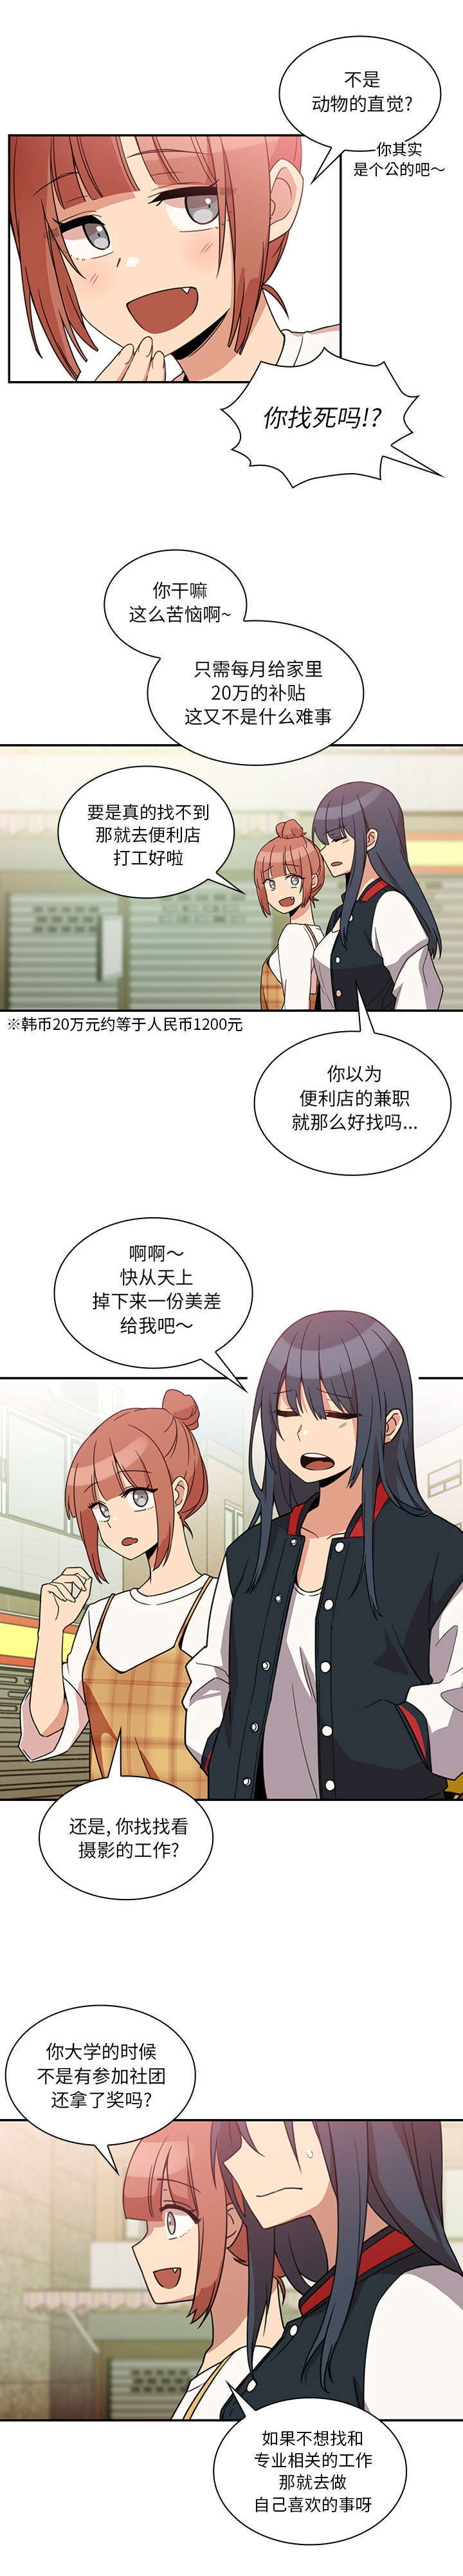 不是
动物的直觉?
你其实
是个公的吧～
你找死吗!?
你干嘛
这么苦恼啊~
只需每月给家里
20万的补贴
这又不是什么难事
要是真的找不到
那就去便利店
打工好啦
※韩币20万元约等于人民币1200元
你以为
便利店的兼职
就那么好找吗...
啊啊～
快从天上
掉下来一份美差
给我吧～
还是, 你找找看
摄影的工作?
你大学的时候
不是有参加社团
还拿了奖吗?
如果不想找和
专业相关的工作
那就去做
自己喜欢的事呀